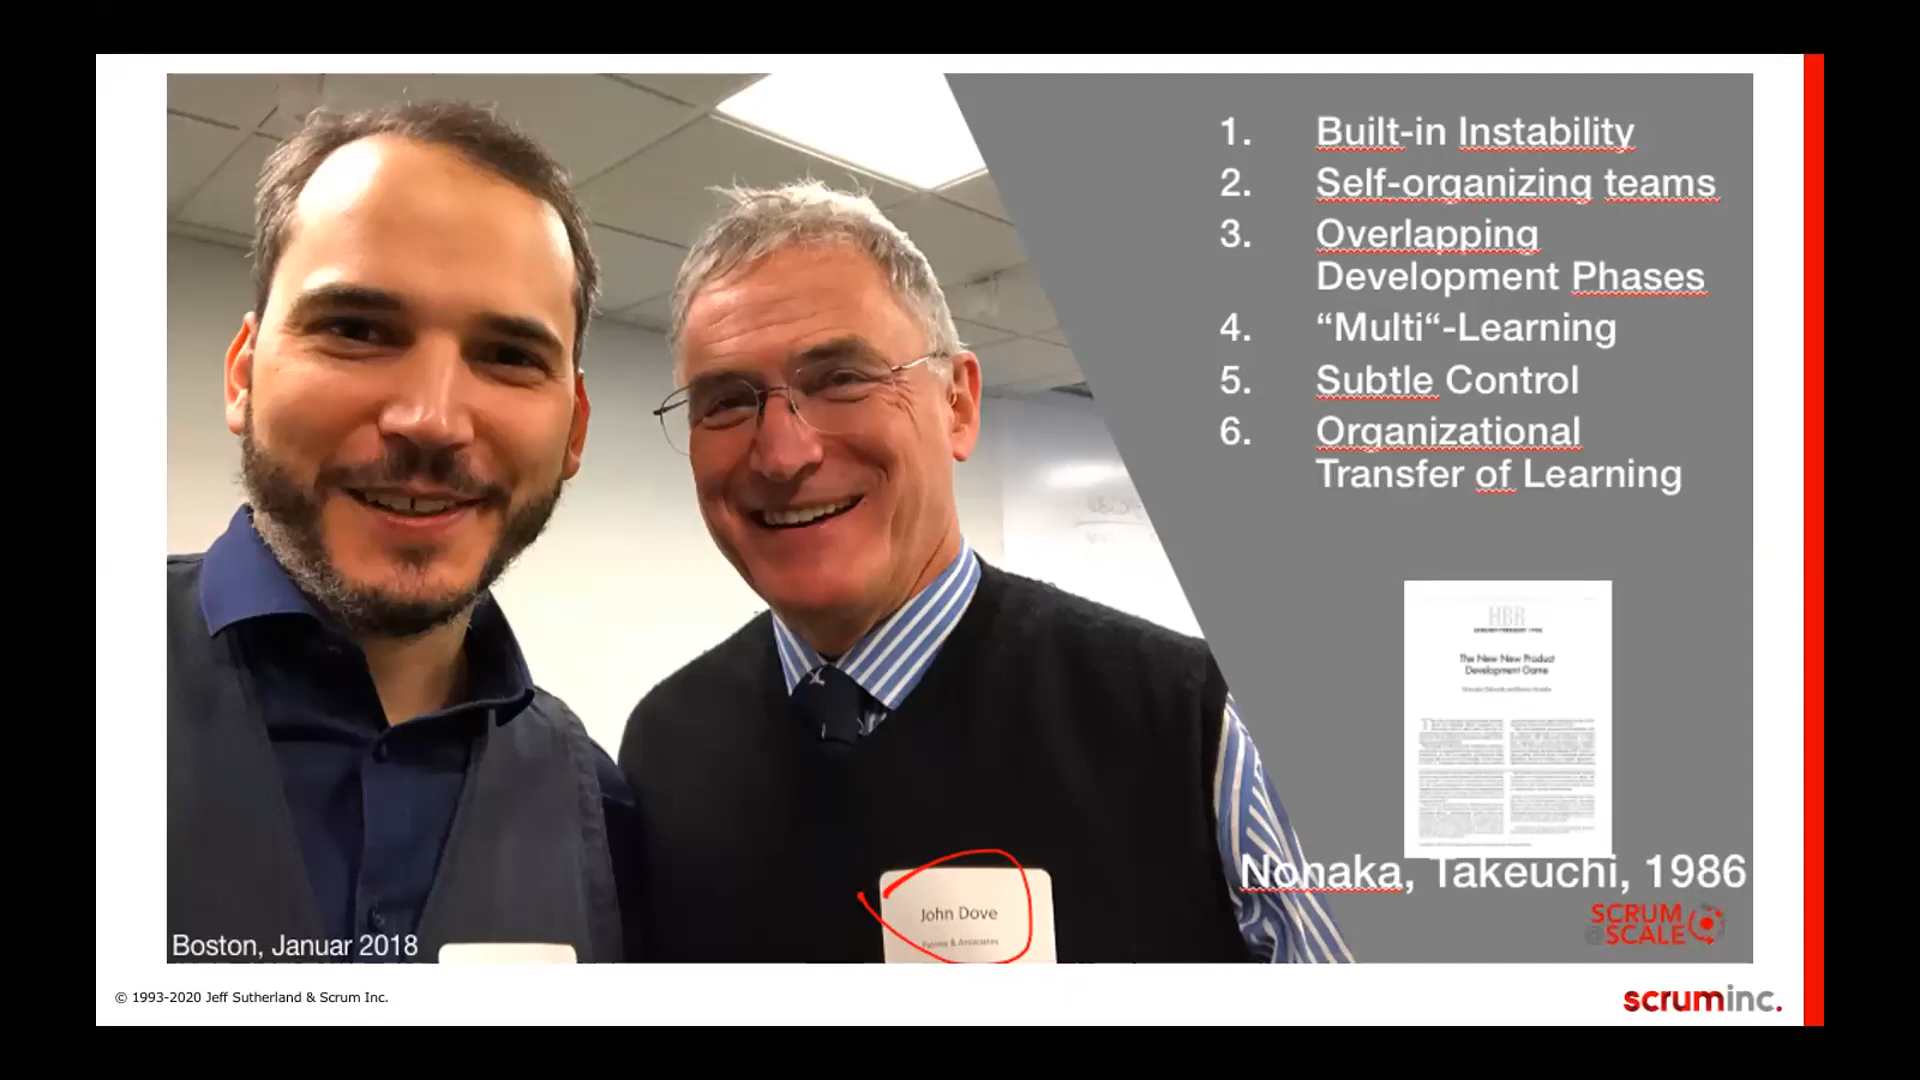 1. Built-in Instability
2. Self-organizing teams
3. Overlapping
Development Phases
4. “Multi“-Learning
5. Subtle Control
6. Organizational
Transfer of Learning
HBR
The New New Product
Development Game
Nonaka, Takeuchi, 1986
SCRUM
@SCALE
John Dove
& Associates
Boston, Januar 2018
© 1993-2020 Jeff Sutherland & Scrum Inc.
scruminc.